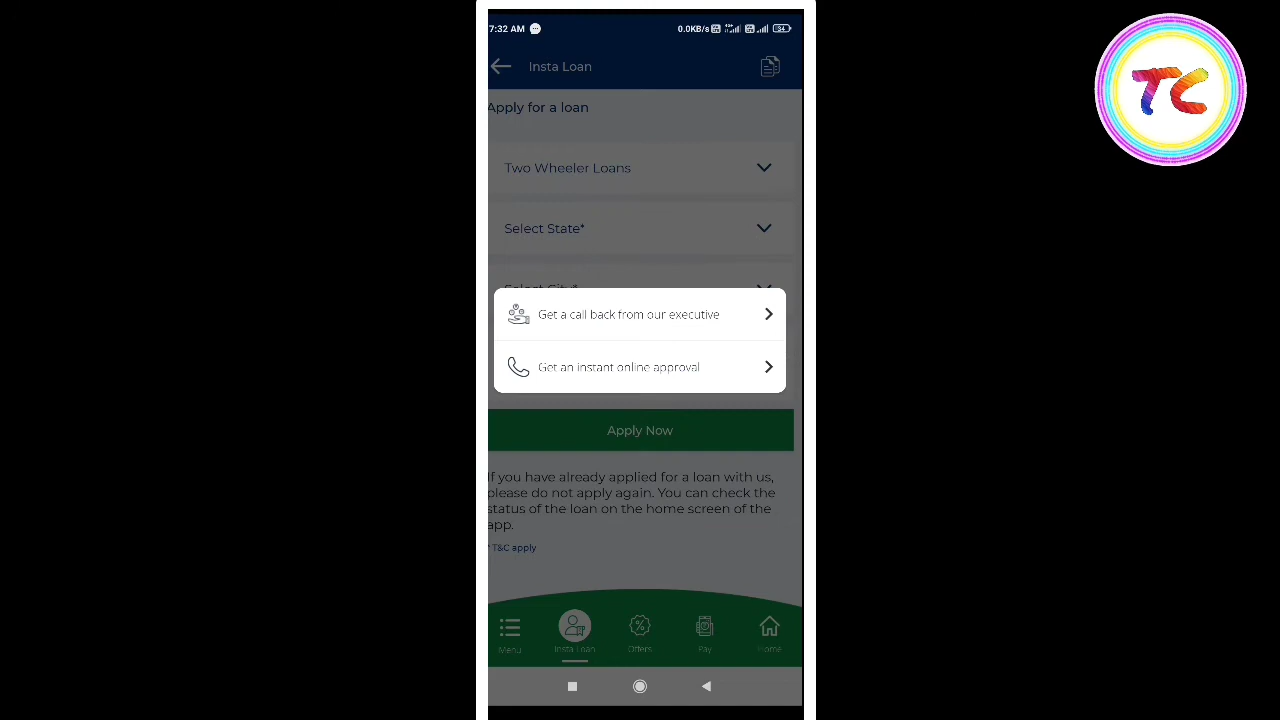 7:32 AM
0.0KB/s
34
Insta Loan
Apply for a loan
Two Wheeler Loans
Select State*
Select City*
Get a call back from our executive
Get an instant online approval
Apply Now
If you have already applied for a loan with us,
please do not apply again. You can check the
status of the loan on the home screen of the
app.
* T&C apply
Menu
Insta Loan
Offers
Pay
Home
TC